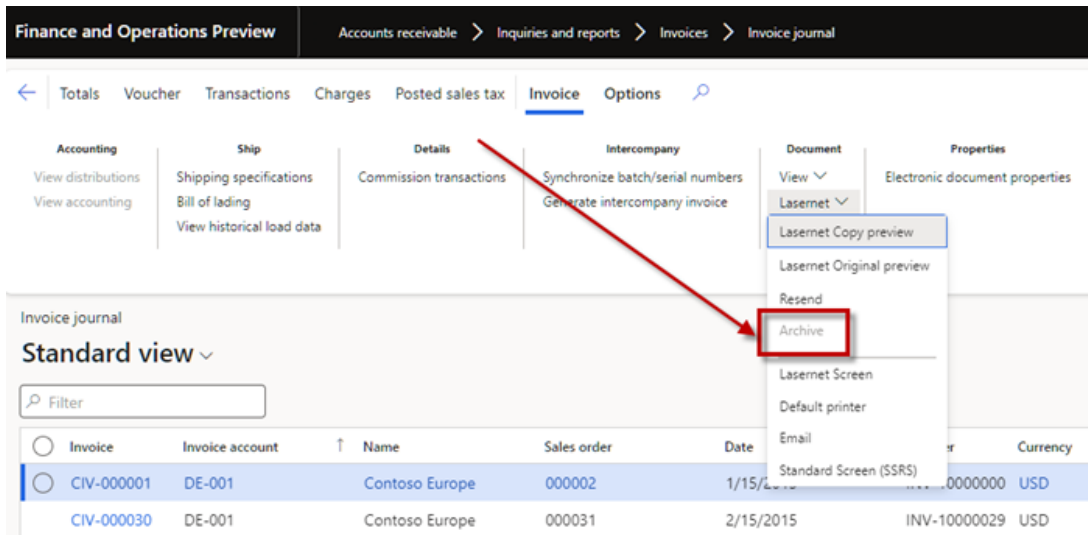 Finance and Operations Preview
Accounts receivable > Inquiries and reports > Invoices > Invoice journal
Totals Voucher Transactions Charges Posted sales tax Invoice Options
Accounting Ship Details Intercompany Document Properties
View distributions Shipping specifications Commission transactions Synchronize batch/serial numbers View Electronic document properties
View accounting Bill of lading Generate intercompany invoice Lasernet
View historical load data
Lasernet Copy preview
Lasernet Original preview
Resend
Archive
Lasernet Screen
Default printer
Email
Standard Screen (SSRS)
Invoice journal
Standard view
Filter
Invoice Invoice account Name Sales order Date Currency
CIV-000001 DE-001 Contoso Europe 000002 USD
CIV-000030 DE-001 Contoso Europe 000031 2/15/2015 INV-10000029 USD